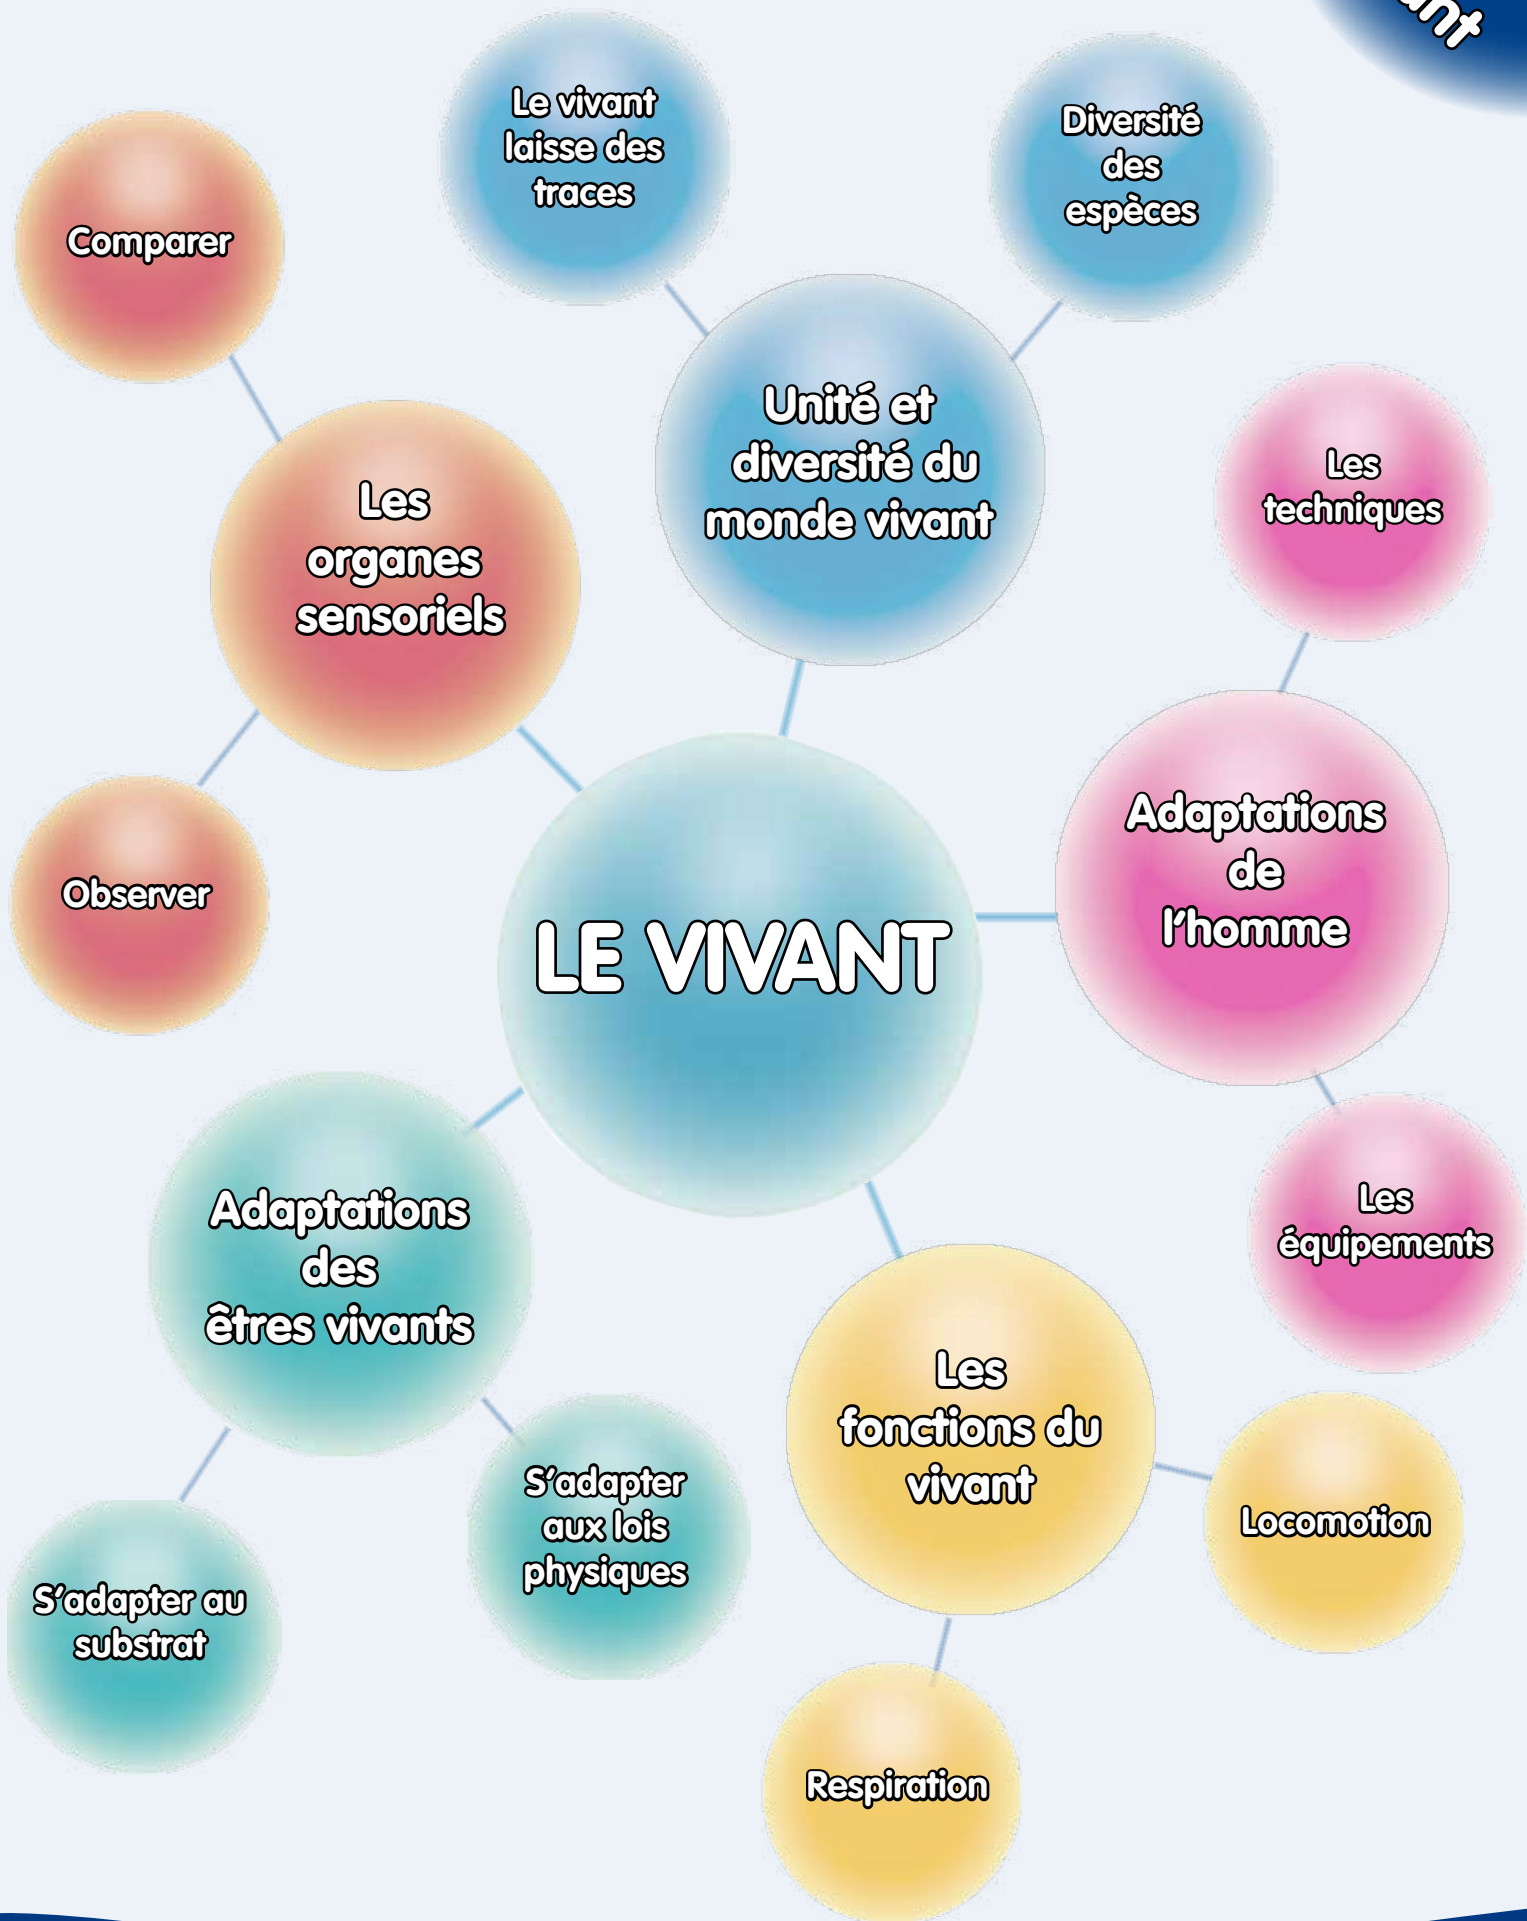 Le vivant
laisse des
traces
Diversité
des
espèces
Comparer
Unité et
diversité du
monde vivant
Les
techniques
Les
organes
sensoriels
Adaptations
de
l'homme
Observer
LE VIVANT
Les
équipements
Adaptations
des
êtres vivants
Les
fonctions du
vivant
S'adapter
aux lois
physiques
Locomotion
S'adapter au
substrat
Respiration